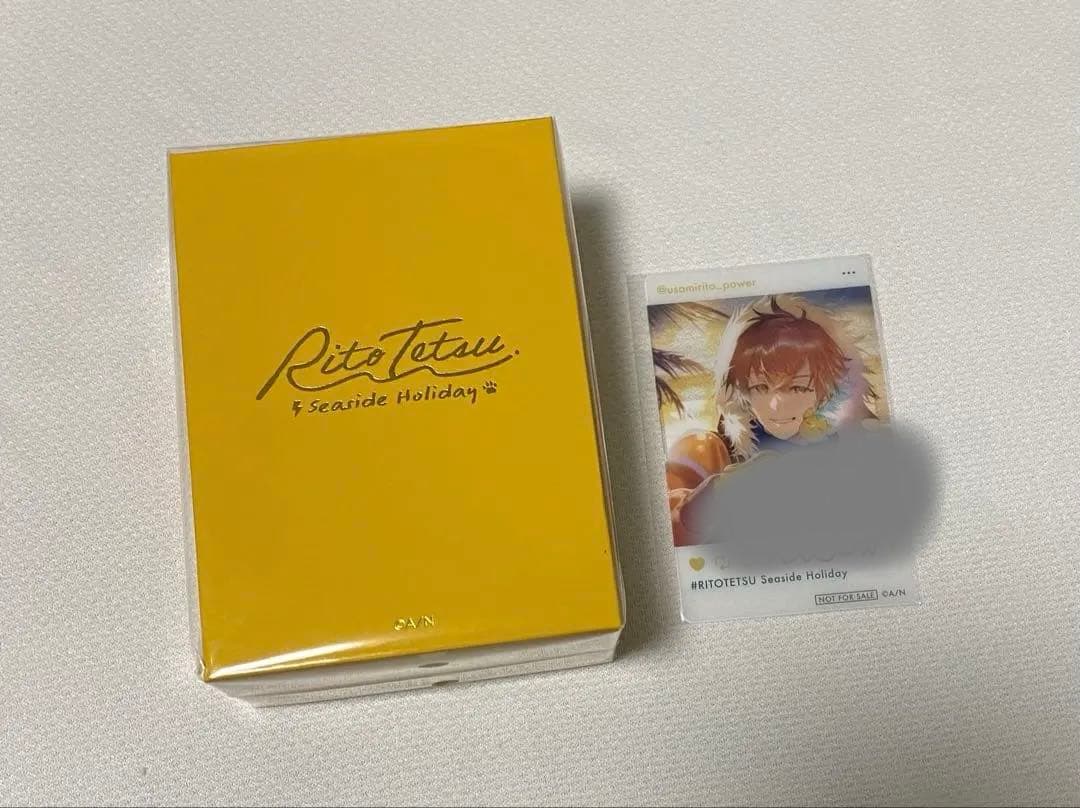 Rito Tetsu.
Seaside Holiday
©A/N
@usamirito_power
#RITOTETSU Seaside Holiday
NOT FOR SALE ©A/N